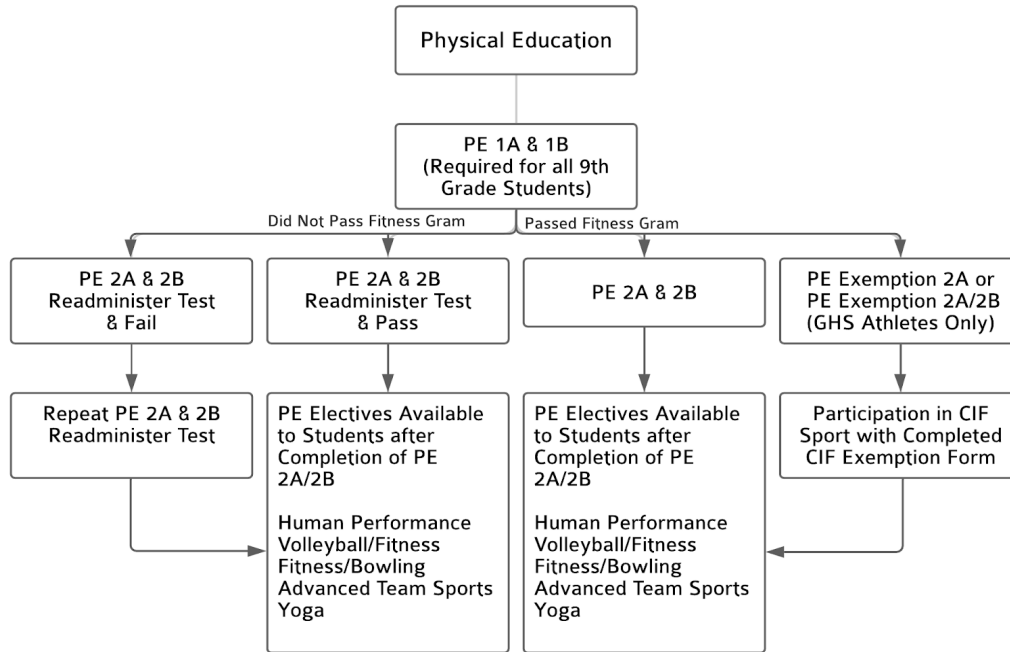 Physical Education
PE 1A & 1B
(Required for all 9th
Grade Students)
Did Not Pass Fitness Gram
Passed Fitness Gram
PE 2A & 2B
Readminister Test
& Fail
PE 2A & 2B
Readminister Test
& Pass
PE 2A & 2B
PE Exemption 2A or
PE Exemption 2A/2B
(GHS Athletes Only)
Repeat PE 2A & 2B
Readminister Test
PE Electives Available
to Students after
Completion of PE
2A/2B
Human Performance
Volleyball/Fitness
Fitness/Bowling
Advanced Team Sports
Yoga
PE Electives Available
to Students after
Completion of PE
2A/2B
Human Performance
Volleyball/Fitness
Fitness/Bowling
Advanced Team Sports
Yoga
Participation in CIF
Sport with Completed
CIF Exemption Form